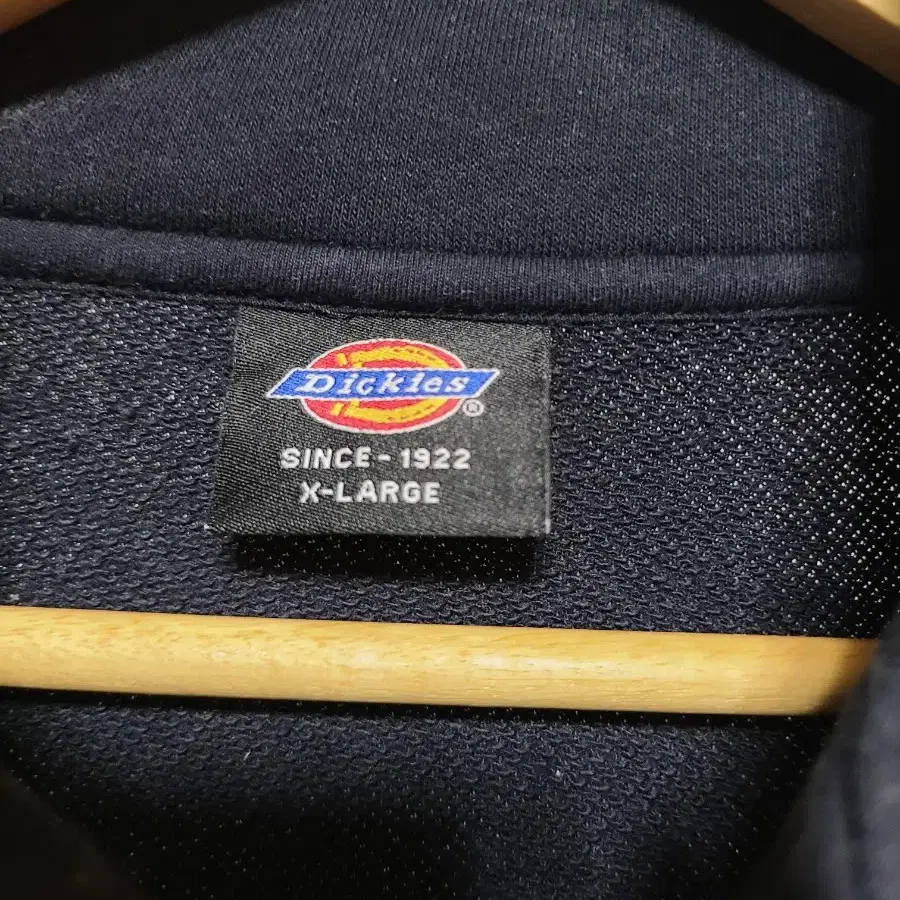 Dickies®
SINCE - 1922
X-LARGE